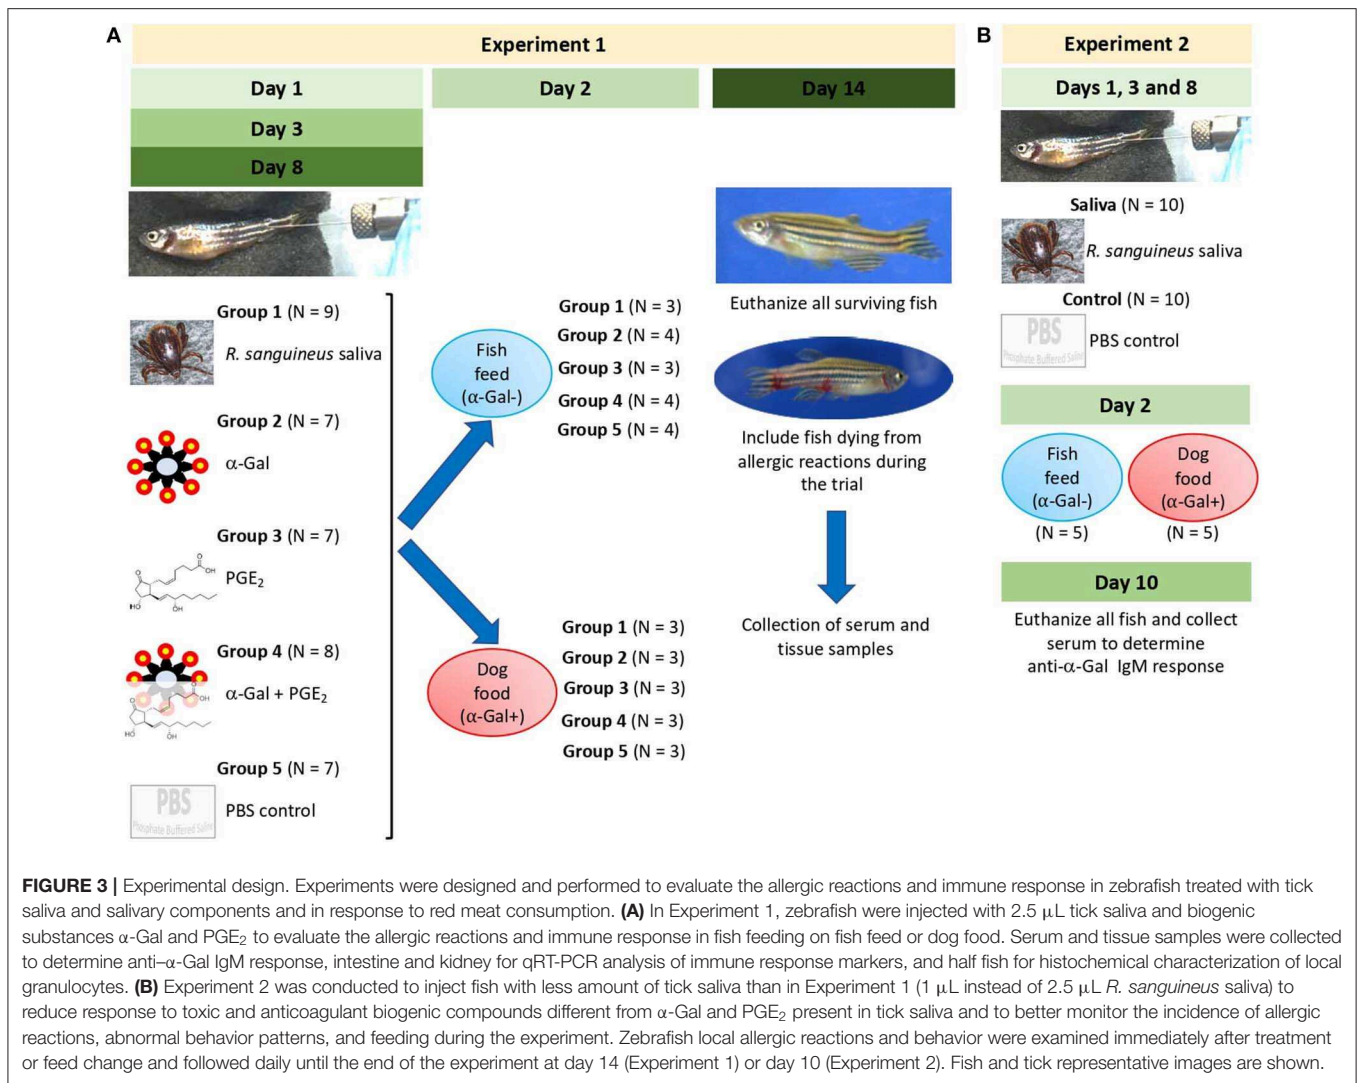 A
Experiment 1
Day 1
Day 2
Day 14
Day 3
Day 8
Group 1 (N = 9)
R. sanguineus saliva
Group 2 (N = 7)
α-Gal
Group 3 (N = 7)
O
O
OH
HO
OH
PGE₂
Group 4 (N = 8)
α-Gal + PGE₂
O
O
OH
HO
OH
Group 5 (N = 7)
PBS
Phosphate Buffered Saline
PBS control
Fish
feed
(α-Gal-)
Group 1 (N = 3)
Group 2 (N = 4)
Group 3 (N = 3)
Group 4 (N = 4)
Group 5 (N = 4)
Dog
food
(α-Gal+)
Group 1 (N = 3)
Group 2 (N = 3)
Group 3 (N = 3)
Group 4 (N = 3)
Group 5 (N = 3)
Euthanize all surviving fish
Include fish dying from
allergic reactions during
the trial
Collection of serum and
tissue samples
B
Experiment 2
Days 1, 3 and 8
Saliva (N = 10)
R. sanguineus saliva
Control (N = 10)
PBS
Phosphate Buffered Saline
PBS control
Day 2
Fish
feed
(α-Gal-)
(N = 5)
Dog
food
(α-Gal+)
(N = 5)
Day 10
Euthanize all fish and collect
serum to determine
anti-α-Gal IgM response
FIGURE 3 | Experimental design. Experiments were designed and performed to evaluate the allergic reactions and immune response in zebrafish treated with tick
saliva and salivary components and in response to red meat consumption. (A) In Experiment 1, zebrafish were injected with 2.5 μL tick saliva and biogenic
substances α-Gal and PGE₂ to evaluate the allergic reactions and immune response in fish feeding on fish feed or dog food. Serum and tissue samples were collected
to determine anti–α-Gal IgM response, intestine and kidney for qRT-PCR analysis of immune response markers, and half fish for histochemical characterization of local
granulocytes. (B) Experiment 2 was conducted to inject fish with less amount of tick saliva than in Experiment 1 (1 μL instead of 2.5 μL R. sanguineus saliva) to
reduce response to toxic and anticoagulant biogenic compounds different from α-Gal and PGE₂ present in tick saliva and to better monitor the incidence of allergic
reactions, abnormal behavior patterns, and feeding during the experiment. Zebrafish local allergic reactions and behavior were examined immediately after treatment
or feed change and followed daily until the end of the experiment at day 14 (Experiment 1) or day 10 (Experiment 2). Fish and tick representative images are shown.